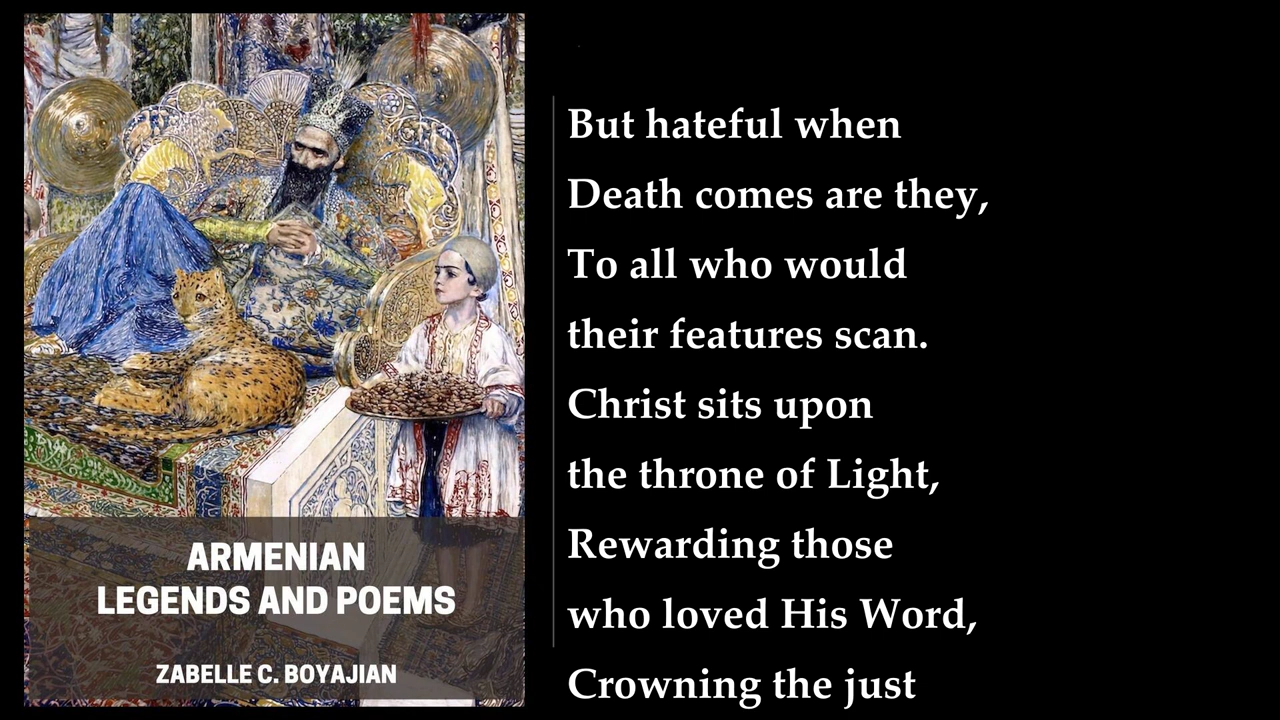 ARMENIAN
LEGENDS AND POEMS
ZABELLE C. BOYAJIAN
But hateful when
Death comes are they,
To all who would
their features scan.
Christ sits upon
the throne of Light,
Rewarding those
who loved His Word,
Crowning the just